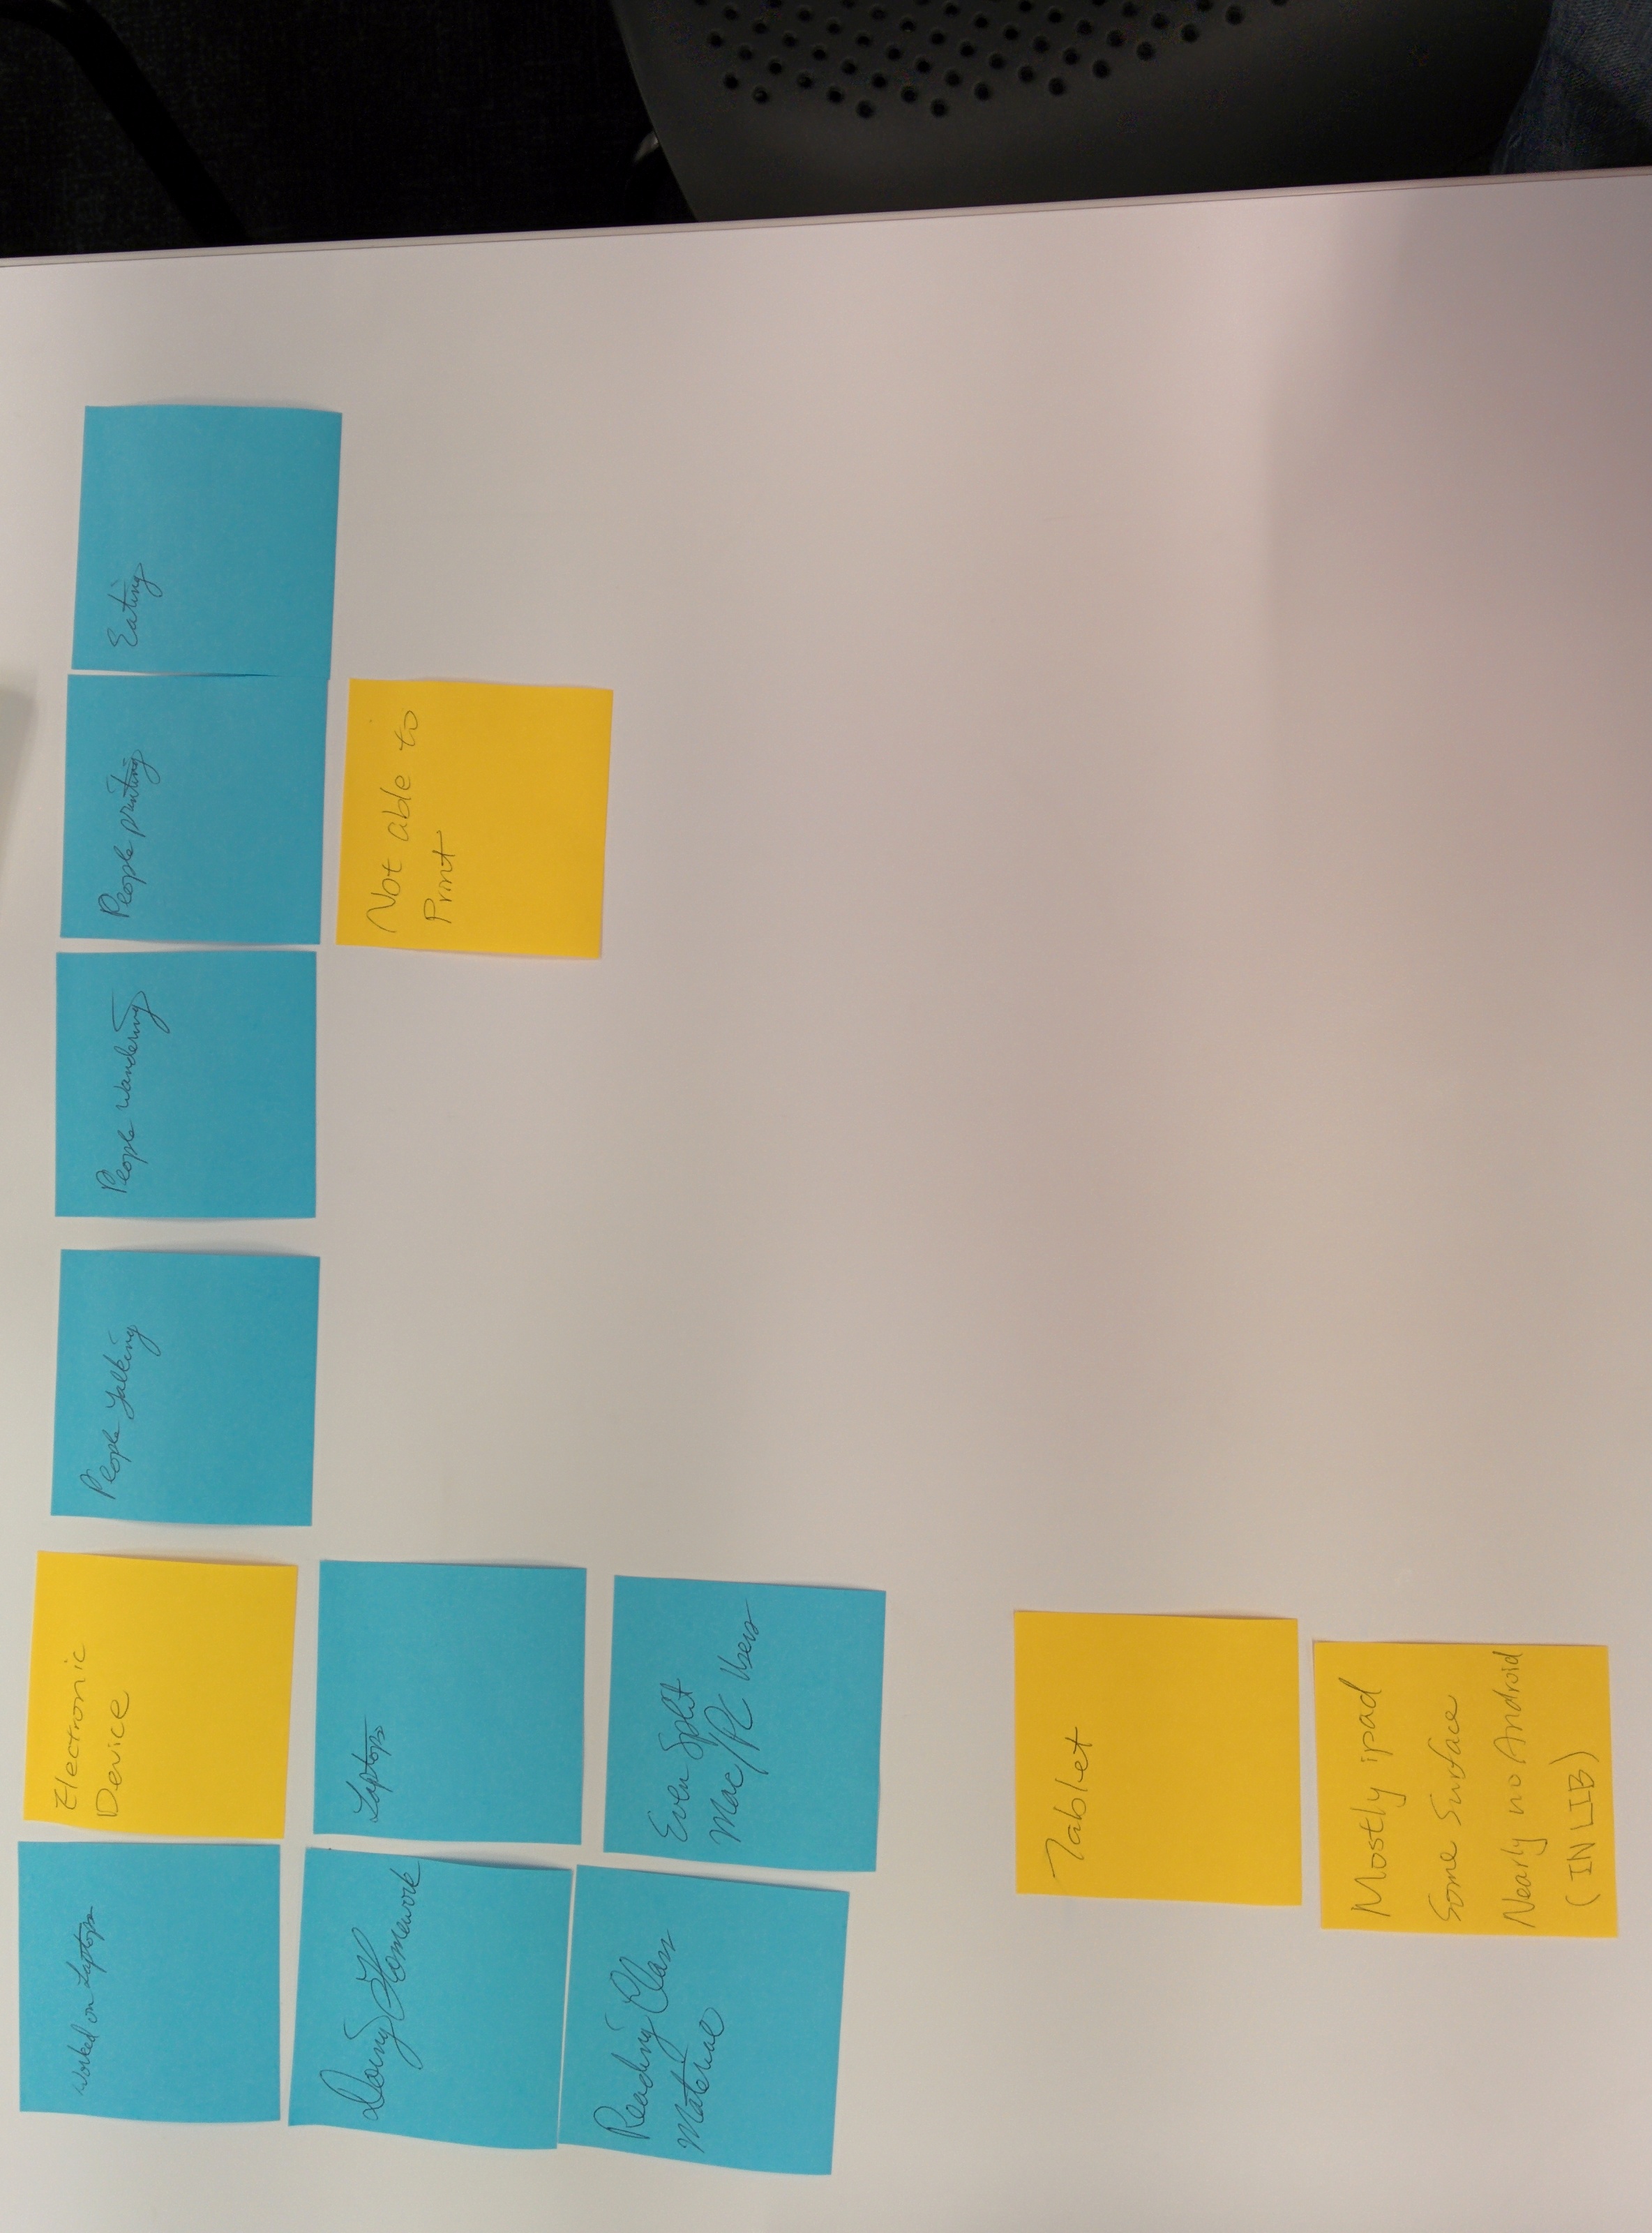 Worked on Laptops
Electronic
Device
People Talking
People wandering
People printing
Eating
Doing Homework
Laptops
Not able to
Print
Reading Class
Material
Even Split
Mac/PC Users
Tablet
Mostly ipad
Some Surface
Nearly no Android
(IN LIB)